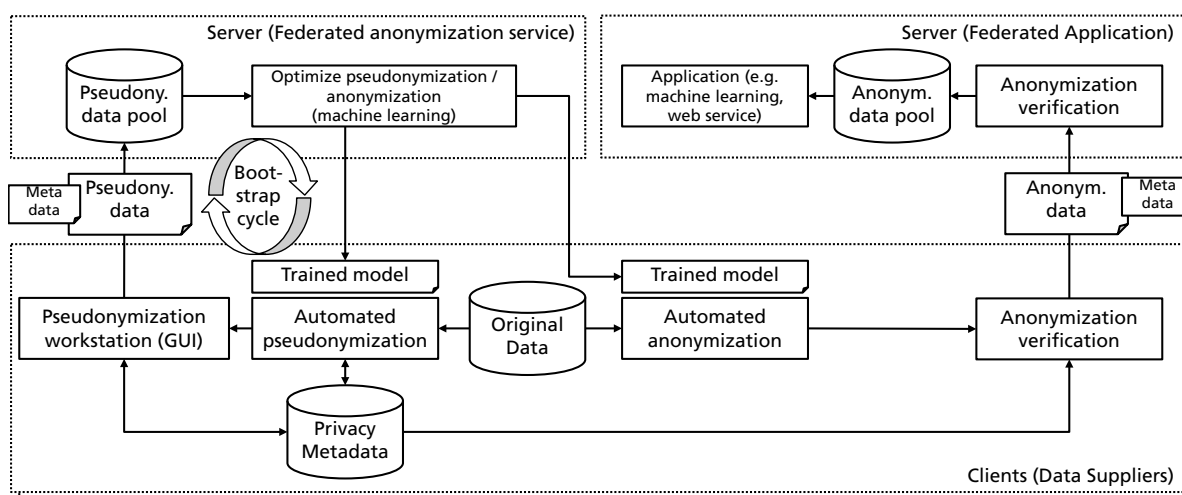 Server (Federated anonymization service)
Pseudony.
data pool
Optimize pseudonymization /
anonymization
(machine learning)
Server (Federated Application)
Application (e.g.
machine learning,
web service)
Anonym.
data pool
Anonymization
verification
Meta
data
Pseudony.
data
Boot-
strap
cycle
Anonym.
data
Meta
data
Trained model
Trained model
Pseudonymization
workstation (GUI)
Automated
pseudonymization
Original
Data
Automated
anonymization
Anonymization
verification
Privacy
Metadata
Clients (Data Suppliers)